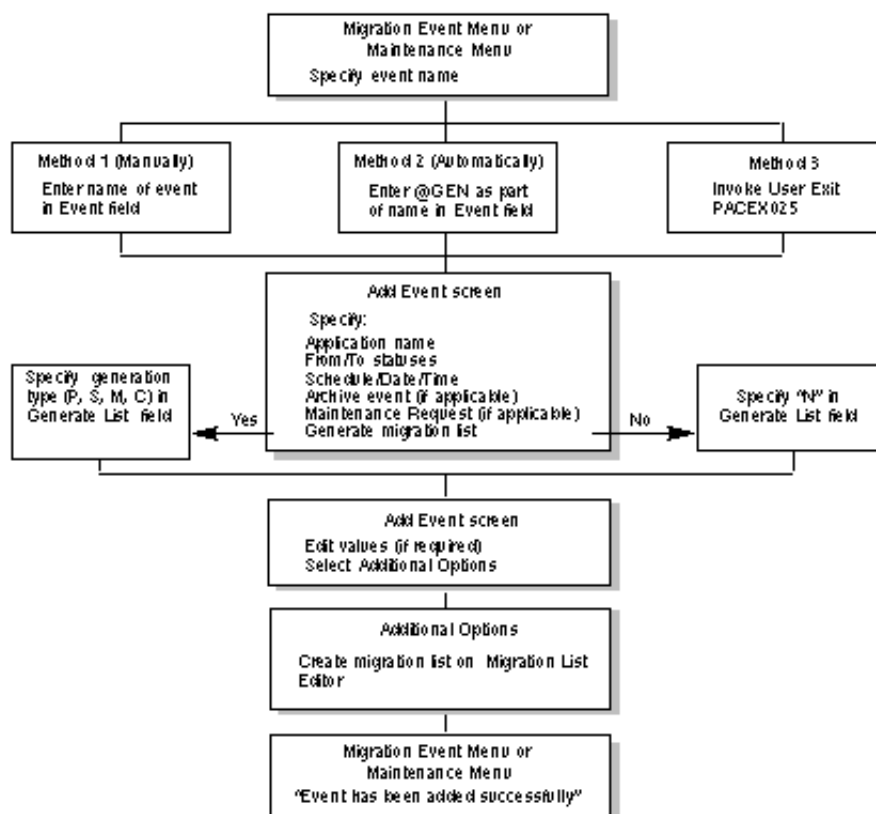 Migration Event Menu or
Maintenance Menu
Specify event name
Method 1 (Manually)
Enter name of event
in Event field
Method 2 (Automatically)
Enter @GEN as part
of name in Event field
Method 3
Invoke User Exit
PACEX025
Add Event screen
Specify:
Application name
From/To statuses
Schedule/Date/Time
Archive event (if applicable)
Maintenance Request (if applicable)
Generate migration list
Specify generation
type (P, S, M, C) in
Generate List field
Yes
No
Specify "N" in
Generate List field
Add Event screen
Edit values (if required)
Select Additional Options
Additional Options
Create migration list on Migration List
Editor
Migration Event Menu or
Maintenance Menu
"Event has been added successfully"